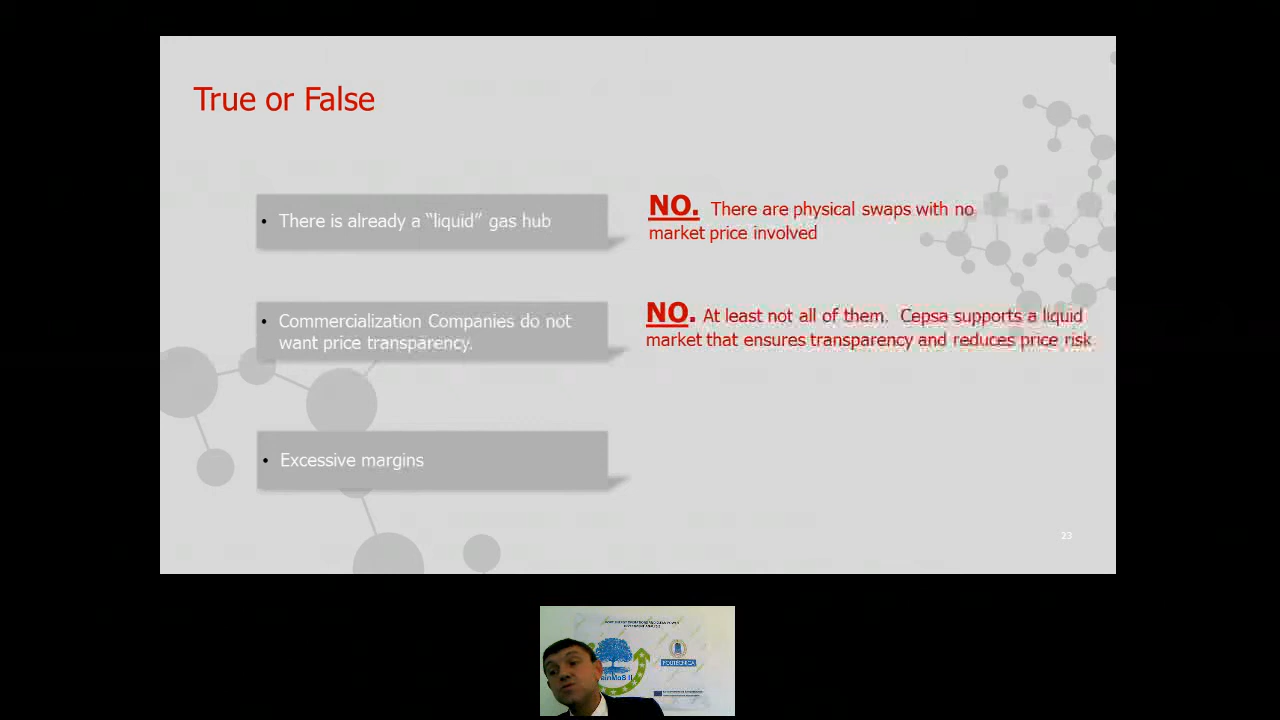 True or False
• There is already a “liquid” gas hub
NO. There are physical swaps with no
market price involved
• Commercialization Companies do not
want price transparency.
NO. At least not all of them. Cepsa supports a liquid
market that ensures transparency and reduces price risk
• Excessive margins
23
POLITECNICA